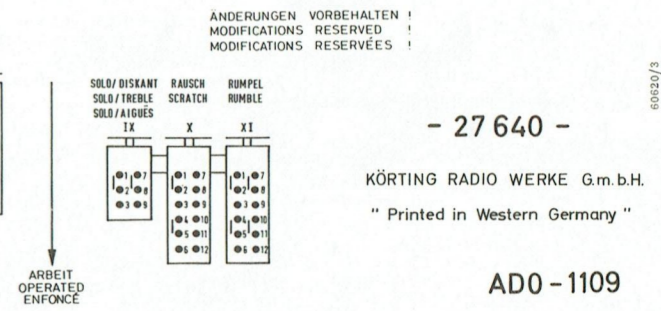 ÄNDERUNGEN VORBEHALTEN !
MODIFICATIONS RESERVED !
MODIFICATIONS RESERVÉES !
SOLO/DISKANT RAUSCH RUMPEL
SOLO/TREBLE SCRATCH RUMBLE
SOLO/AIGUËS
IX X XI
1 7 1 7 1 7
2 8 2 8 2 8
3 9 3 9 3 9
4 10 4 10
5 11 5 11
6 12 6 12
ARBEIT
OPERATED
ENFONCÉ
60620/3
- 27 640 -
KÖRTING RADIO WERKE G.m.b.H.
" Printed in Western Germany "
ADO - 1109